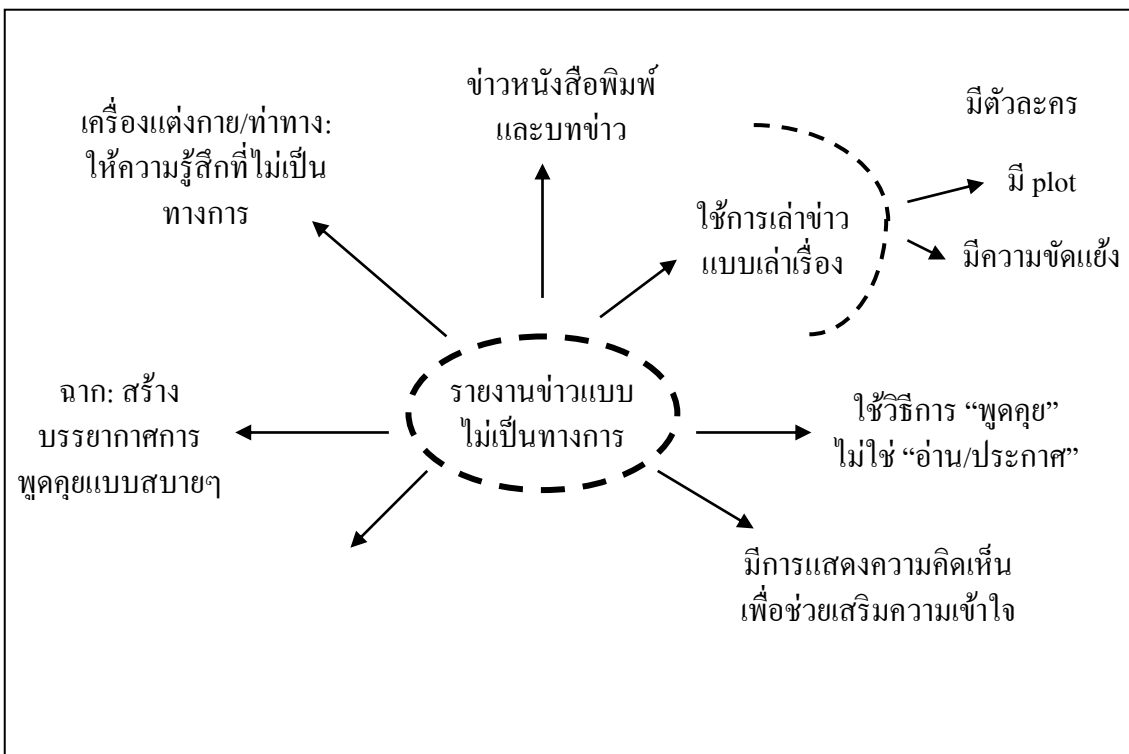 ข่าวหนังสือพิมพ์
และบทข่าว
เครื่องแต่งกาย/ท่าทาง:
ให้ความรู้สึกที่ไม่เป็น
ทางการ
มีตัวละคร
มี plot
มีความขัดแย้ง
ใช้การเล่าข่าว
แบบเล่าเรื่อง
รายงานข่าวแบบ
ไม่เป็นทางการ
ฉาก: สร้าง
บรรยากาศการ
พูดคุยแบบสบายๆ
ใช้วิธีการ “พูดคุย”
ไม่ใช่ “อ่าน/ประกาศ”
มีการแสดงความคิดเห็น
เพื่อช่วยเสริมความเข้าใจ